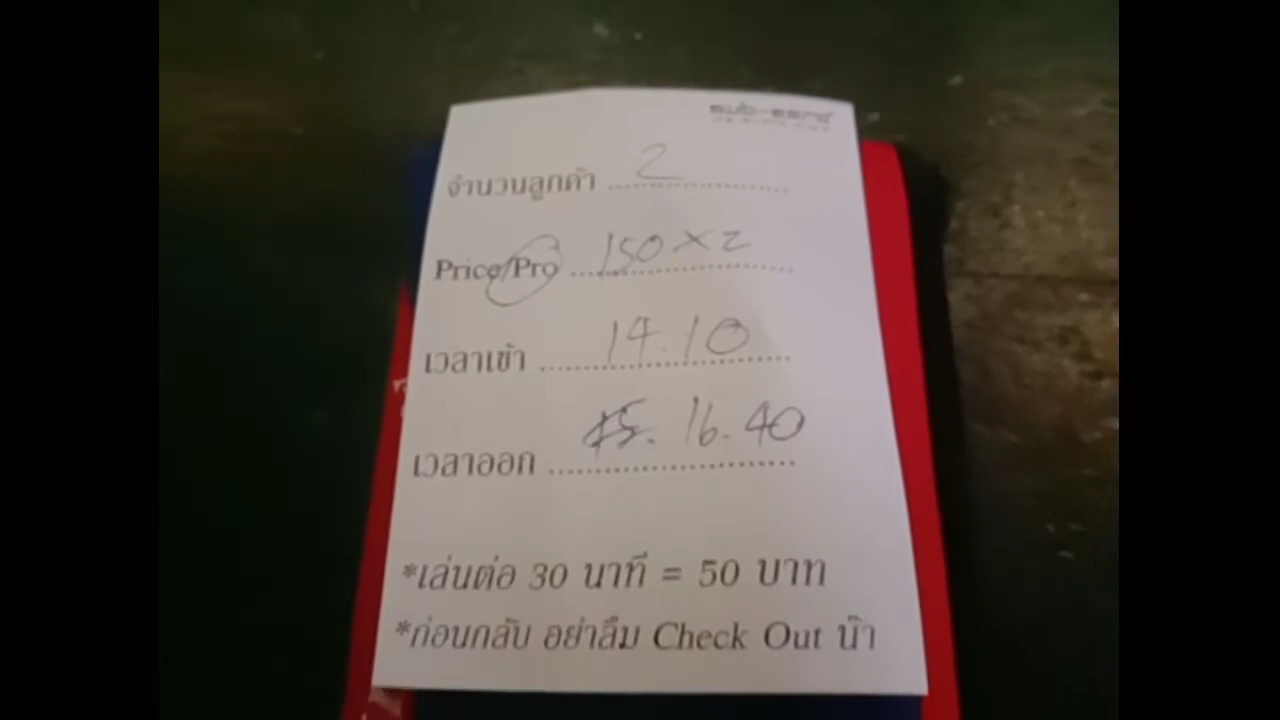 จำนวนลูกค้า 2
Price/Pro 150 x 2
เวลาเข้า 14.10
เวลาออก 16.40
*เล่นต่อ 30 นาที = 50 บาท
*ก่อนกลับ อย่าลืม Check Out น๊า